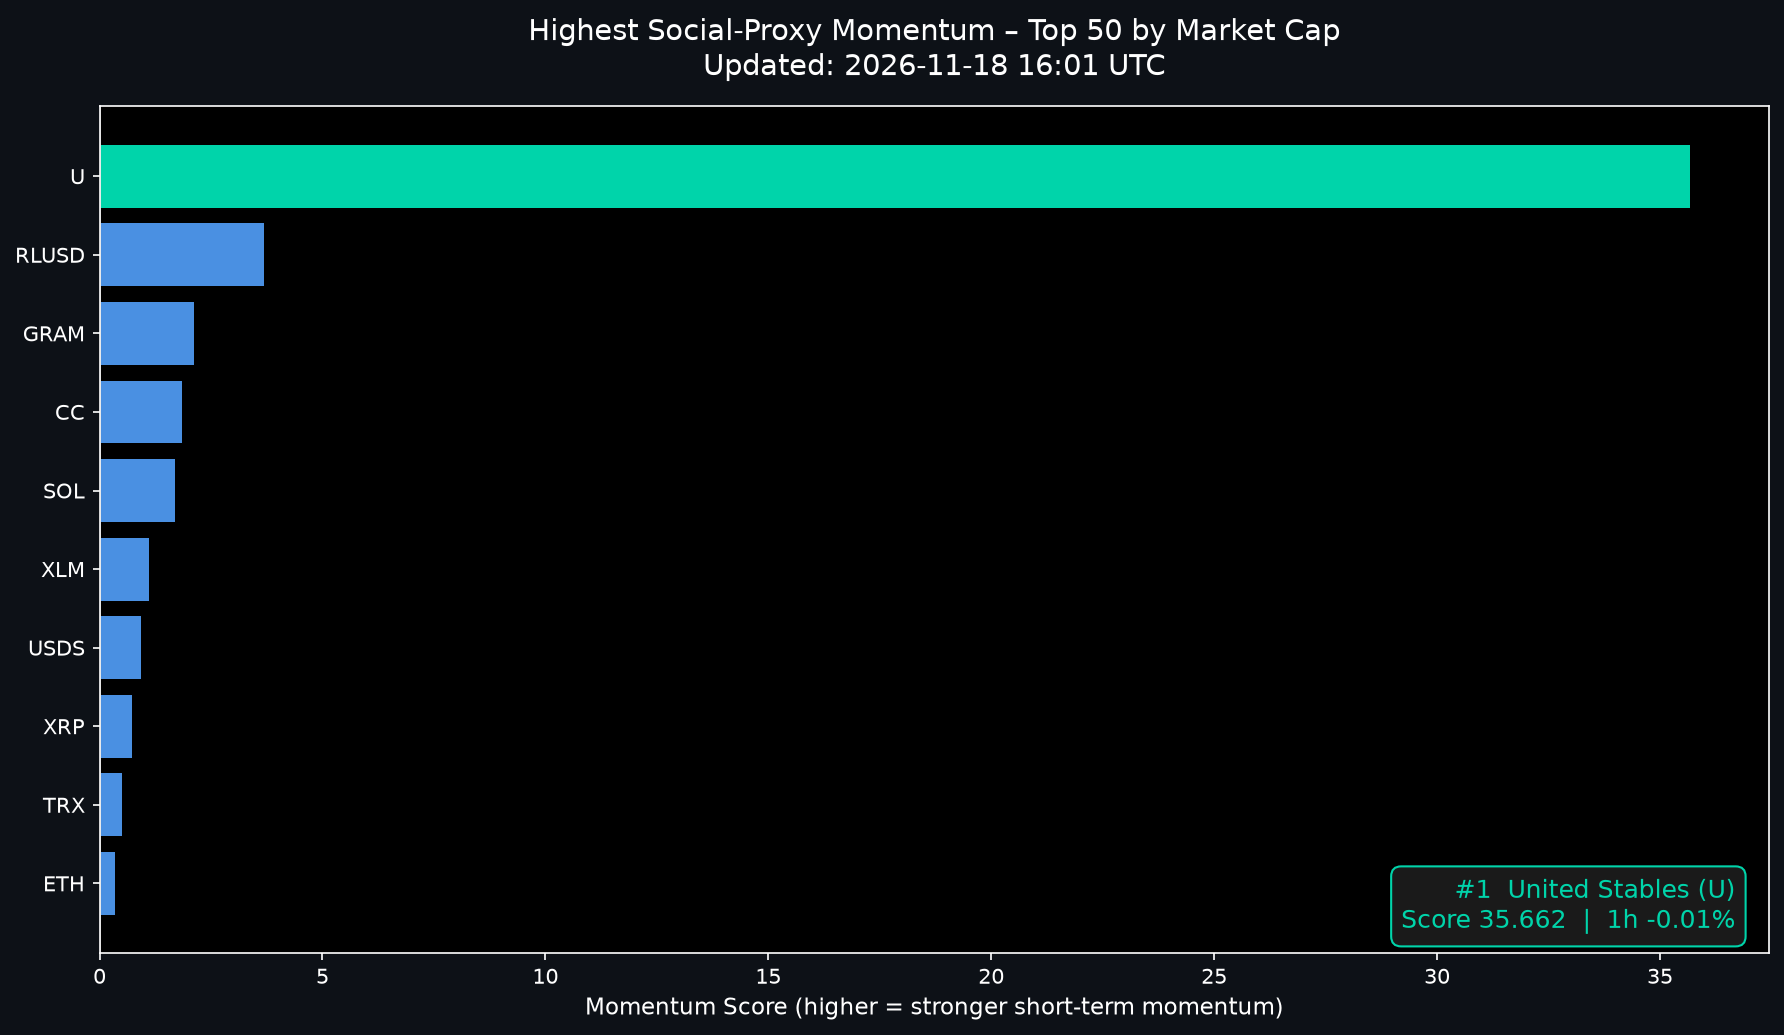 Highest Social-Proxy Momentum – Top 50 by Market Cap
Updated: 2026-11-18 16:01 UTC
U
RLUSD
GRAM
CC
SOL
XLM
USDS
XRP
TRX
ETH
#1  United Stables (U)
Score 35.662  |  1h -0.01%
0 5 10 15 20 25 30 35
Momentum Score (higher = stronger short-term momentum)